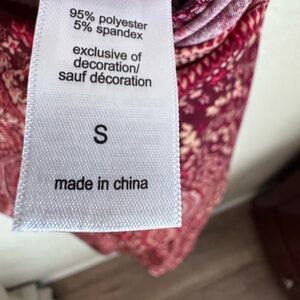 95% polyester
5% spandex
exclusive of
decoration/
sauf décoration
S
made in china